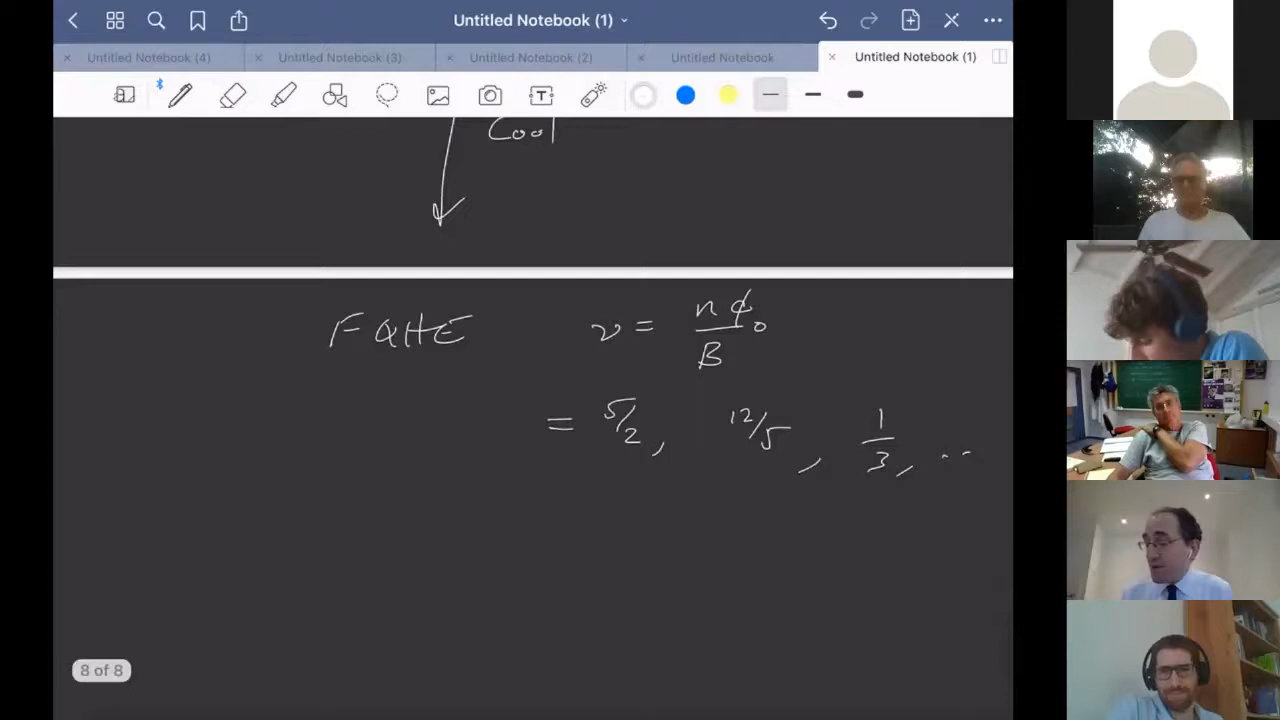 Untitled Notebook (1)
Untitled Notebook (4)
Untitled Notebook (3)
Untitled Notebook (2)
Untitled Notebook
Untitled Notebook (1)
Cool
FQHE ν = nϕ₀/B
= 5/2, 12/5, 1/3, ..
8 of 8